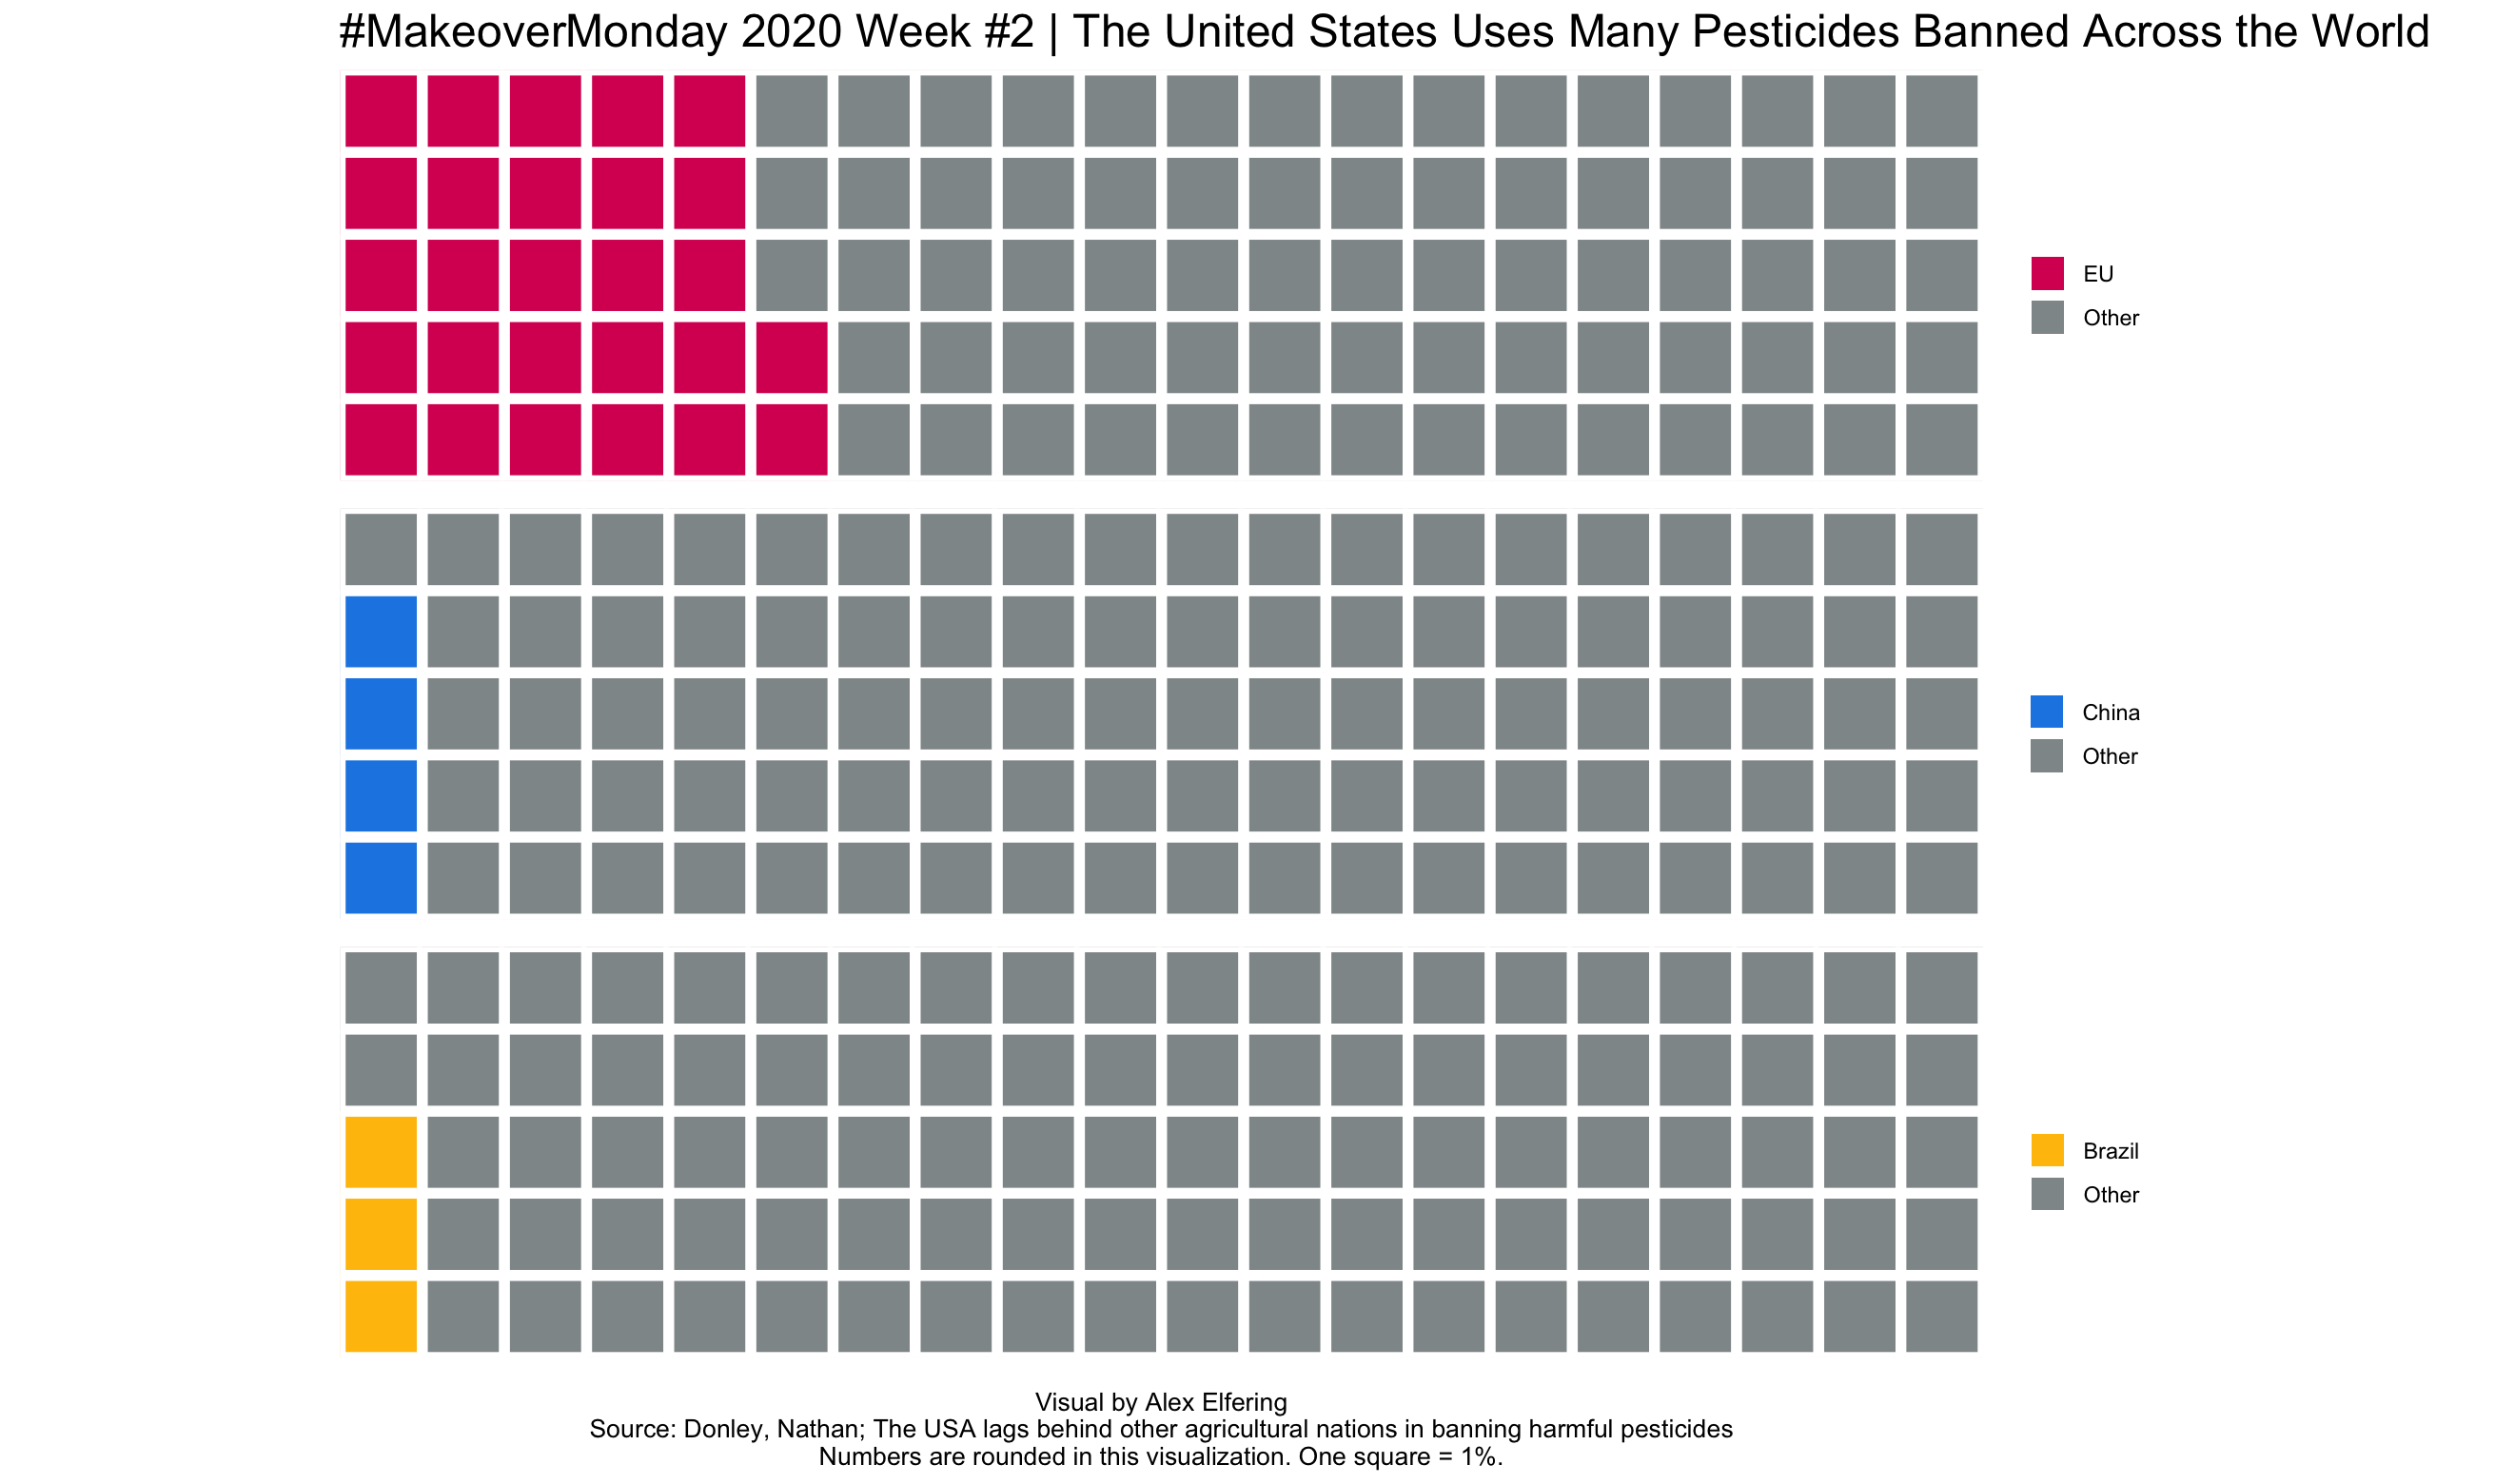 #MakeoverMonday 2020 Week #2 | The United States Uses Many Pesticides Banned Across the World
EU
Other
China
Other
Brazil
Other
Visual by Alex Elfering
Source: Donley, Nathan; The USA lags behind other agricultural nations in banning harmful pesticides
Numbers are rounded in this visualization. One square = 1%.